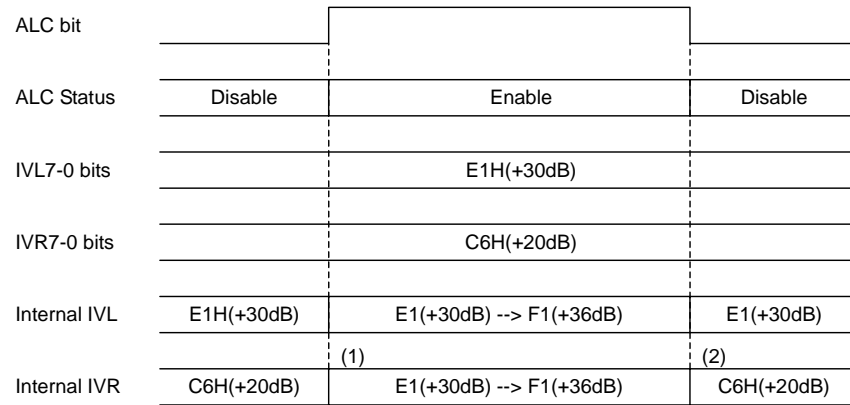 ALC bit
ALC Status Disable Enable Disable
IVL7-0 bits E1H(+30dB)
IVR7-0 bits C6H(+20dB)
Internal IVL E1H(+30dB) E1(+30dB) --> F1(+36dB) E1(+30dB)
(1) (2)
Internal IVR C6H(+20dB) E1(+30dB) --> F1(+36dB) C6H(+20dB)